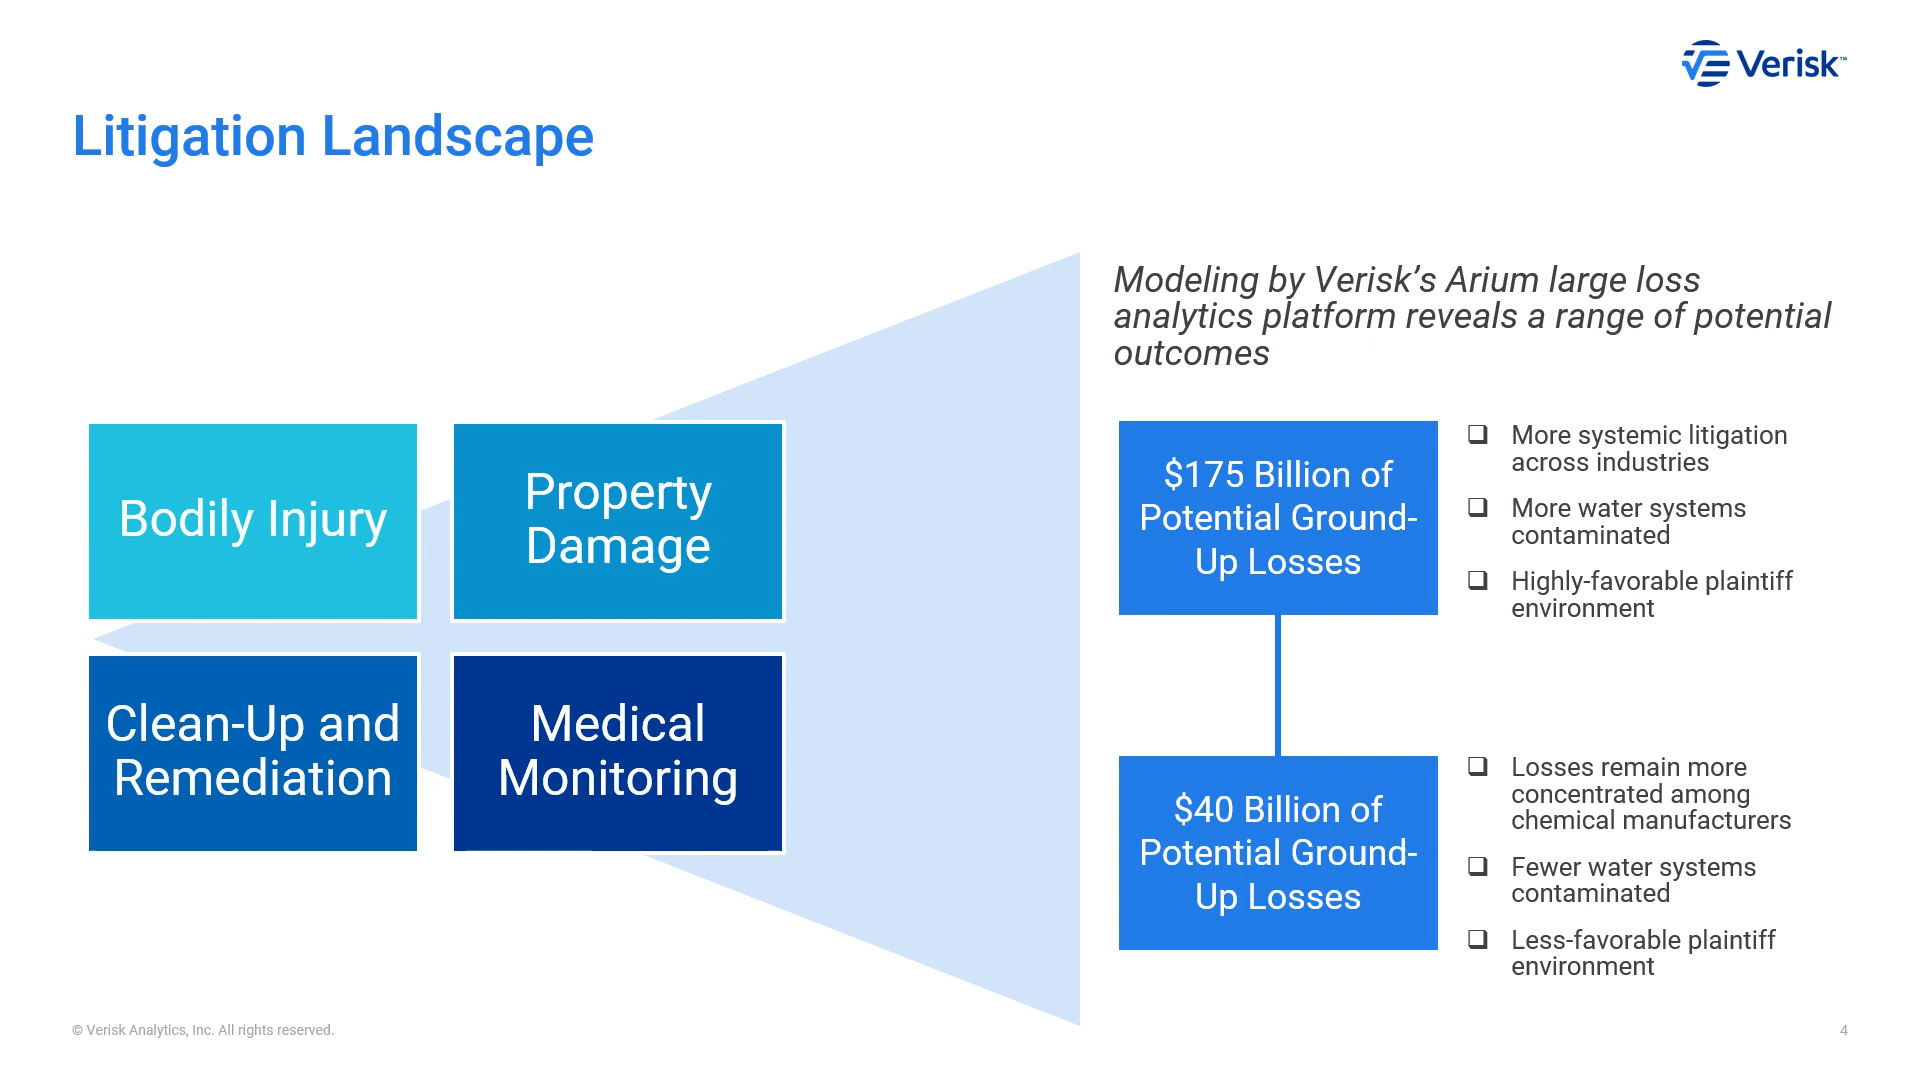 Verisk™
Litigation Landscape
Modeling by Verisk’s Arium large loss
analytics platform reveals a range of potential
outcomes
Bodily Injury
Property
Damage
Clean-Up and
Remediation
Medical
Monitoring
$175 Billion of
Potential Ground-
Up Losses
❑ More systemic litigation
across industries
❑ More water systems
contaminated
❑ Highly-favorable plaintiff
environment
$40 Billion of
Potential Ground-
Up Losses
❑ Losses remain more
concentrated among
chemical manufacturers
❑ Fewer water systems
contaminated
❑ Less-favorable plaintiff
environment
© Verisk Analytics, Inc. All rights reserved.
4